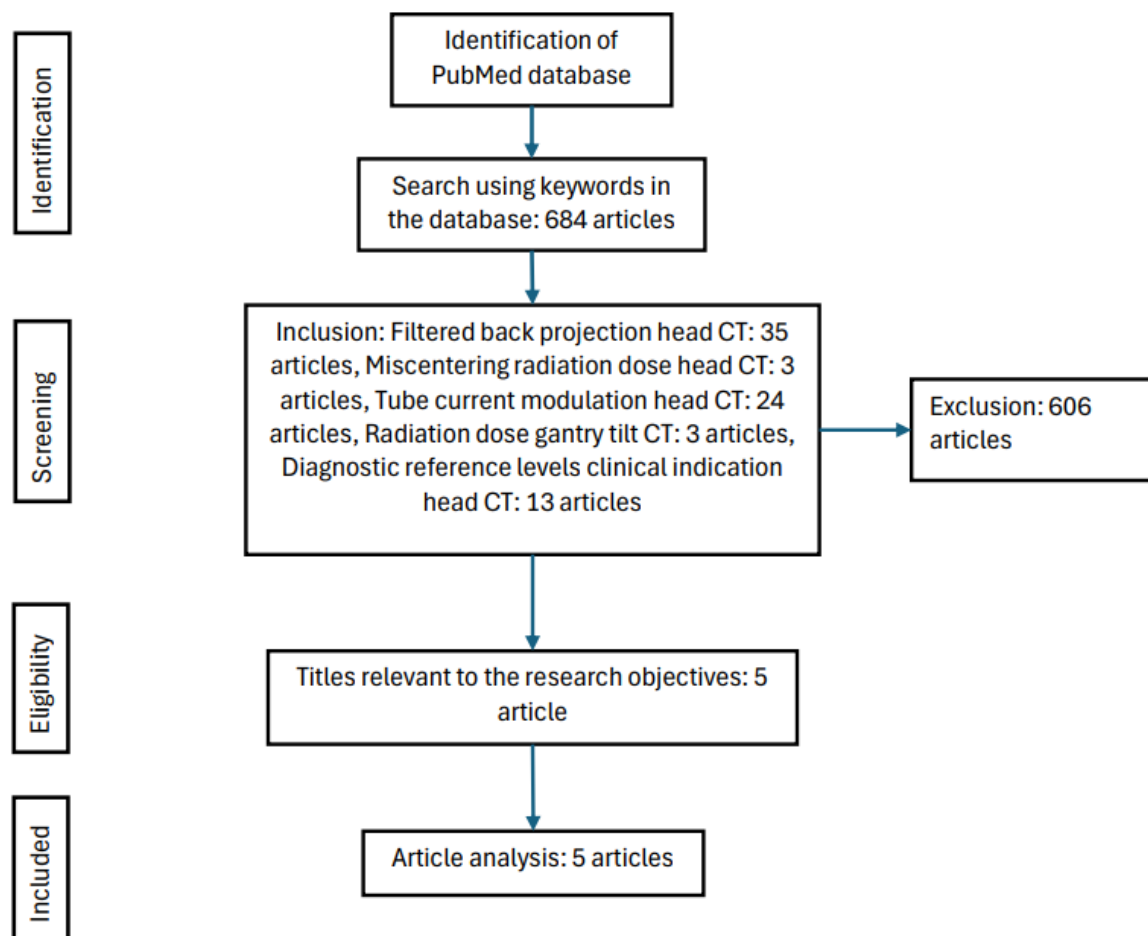 Identification
Identification of
PubMed database
Search using keywords in
the database: 684 articles
Screening
Inclusion: Filtered back projection head CT: 35
articles, Miscentering radiation dose head CT: 3
articles, Tube current modulation head CT: 24
articles, Radiation dose gantry tilt CT: 3 articles,
Diagnostic reference levels clinical indication
head CT: 13 articles
Exclusion: 606
articles
Eligibility
Titles relevant to the research objectives: 5
article
Included
Article analysis: 5 articles